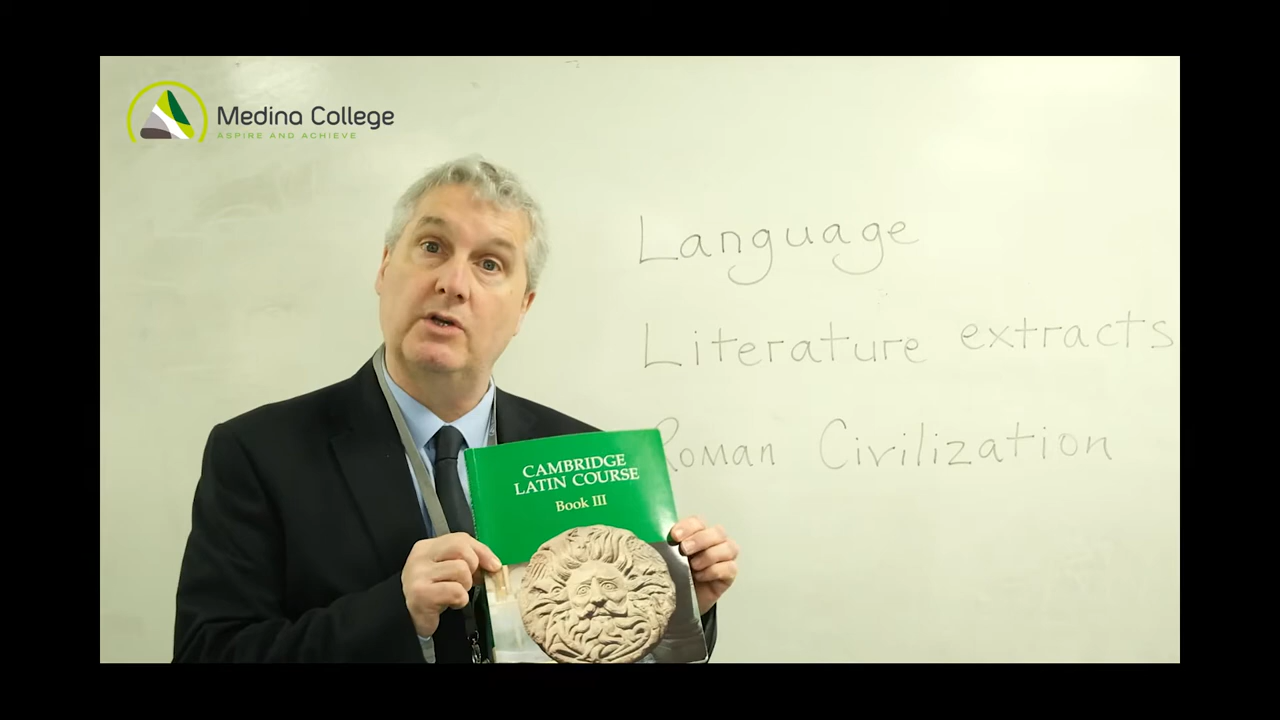 Medina College
ASPIRE AND ACHIEVE
Language
Literature extracts
Roman Civilization
CAMBRIDGE
LATIN COURSE
Book III